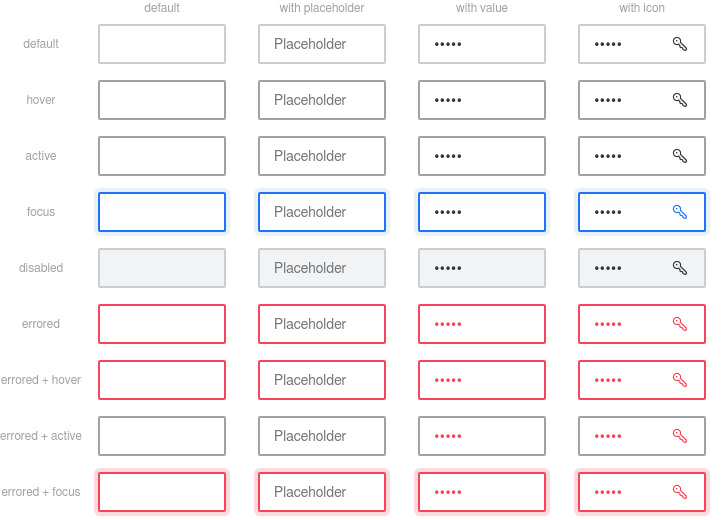 default with placeholder with value with icon
default Placeholder ••••• •••••
hover Placeholder ••••• •••••
active Placeholder ••••• •••••
focus Placeholder ••••• •••••
disabled Placeholder ••••• •••••
errored Placeholder ••••• •••••
errored + hover Placeholder ••••• •••••
errored + active Placeholder ••••• •••••
errored + focus Placeholder ••••• •••••